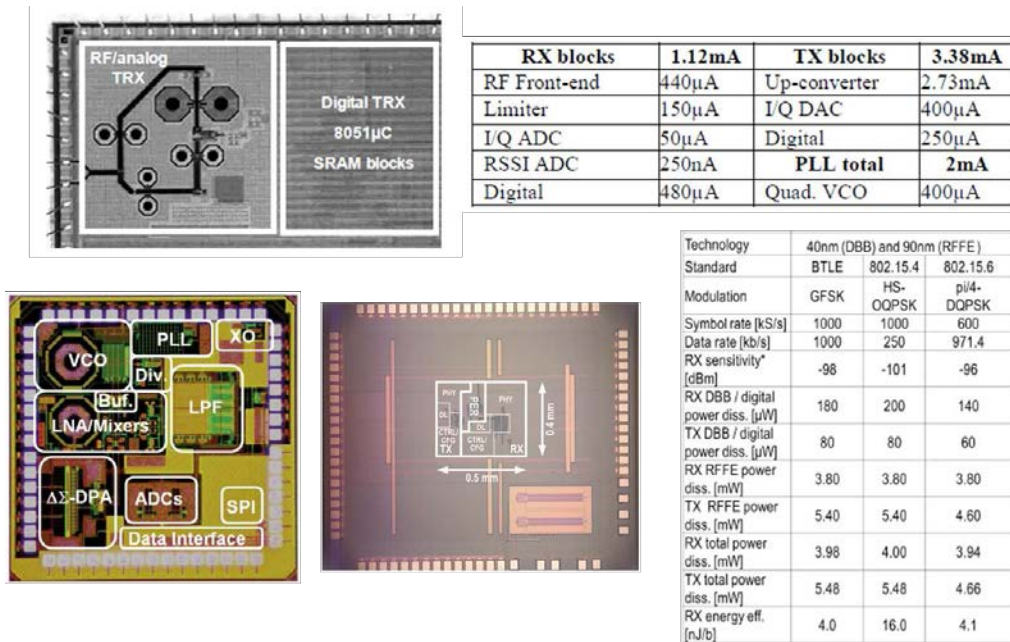 RF/analog
TRX
Digital TRX
8051µC
SRAM blocks
RX blocks 1.12mA TX blocks 3.38mA
RF Front-end 440µA Up-converter 2.73mA
Limiter 150µA I/Q DAC 400µA
I/Q ADC 50µA Digital 250µA
RSSI ADC 250nA PLL total 2mA
Digital 480µA Quad. VCO 400µA
VCO
PLL
XO
Div.
Buf.
LPF
LNA/Mixers
ΔΣ-DPA
ADCs
SPI
Data Interface
PHY
PER
PHY
DL
DL
CTRL/
CFG
TX
CTRL/
CFG
RX
0.4 mm
0.5 mm
Technology 40nm (DBB) and 90nm (RFFE)
Standard BTLE 802.15.4 802.15.6
Modulation GFSK HS-OQPSK pi/4-DQPSK
Symbol rate [kS/s] 1000 1000 600
Data rate [kb/s] 1000 250 971.4
RX sensitivity*
[dBm] -98 -101 -96
RX DBB / digital
power diss. [µW] 180 200 140
TX DBB / digital
power diss. [µW] 80 80 60
RX RFFE power
diss. [mW] 3.80 3.80 3.80
TX RFFE power
diss. [mW] 5.40 5.40 4.60
RX total power
diss. [mW] 3.98 4.00 3.94
TX total power
diss. [mW] 5.48 5.48 4.66
RX energy eff.
[nJ/b] 4.0 16.0 4.1